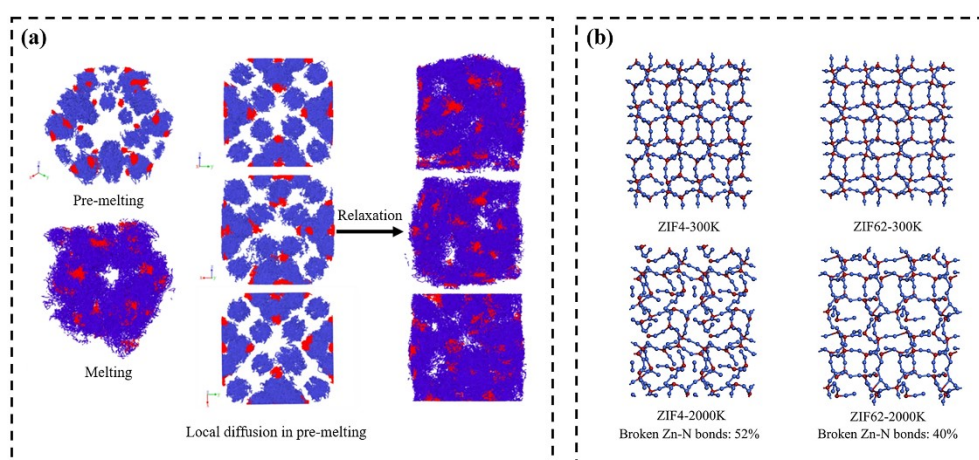 (a)
Pre-melting
Melting
Relaxation
Local diffusion in pre-melting
(b)
ZIF4-300K
ZIF62-300K
ZIF4-2000K
Broken Zn-N bonds: 52%
ZIF62-2000K
Broken Zn-N bonds: 40%